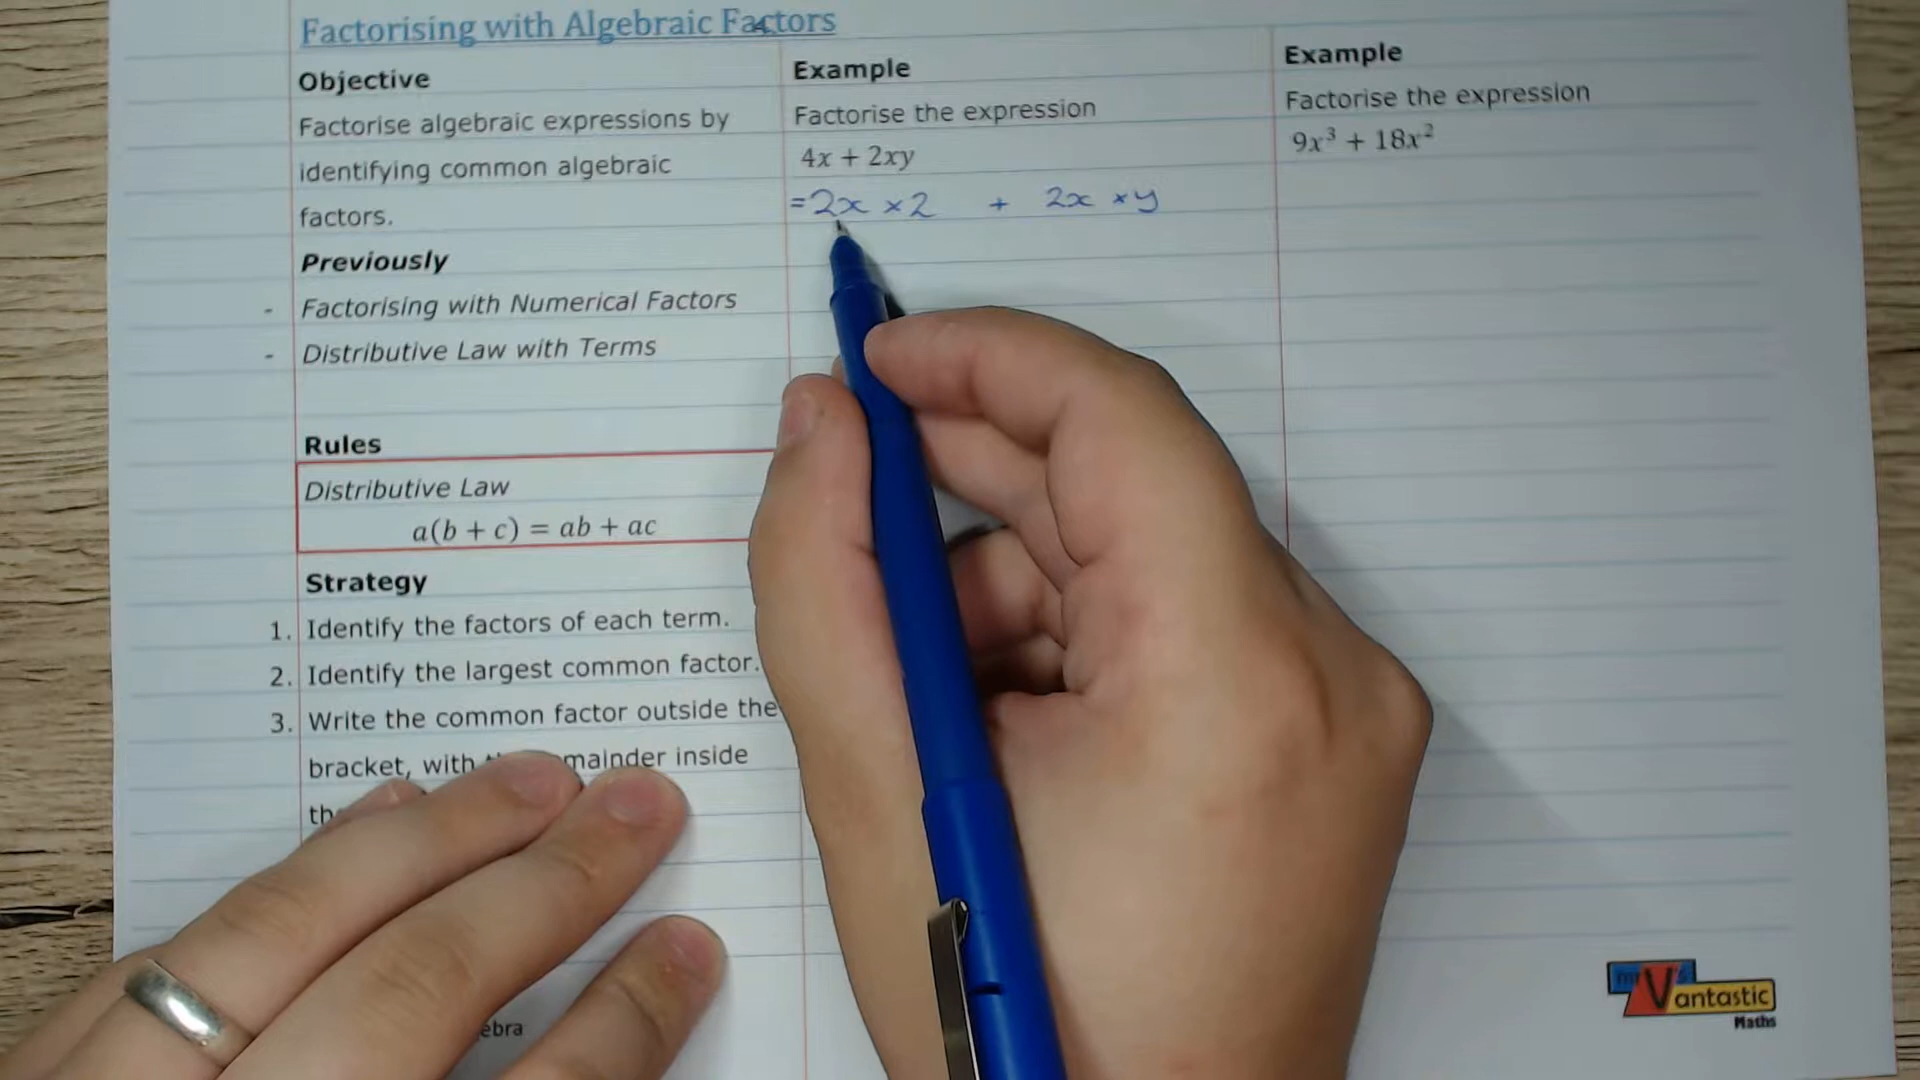 Factorising with Algebraic Factors
Objective
Factorise algebraic expressions by
identifying common algebraic
factors.
Previously
- Factorising with Numerical Factors
- Distributive Law with Terms
Rules
Distributive Law
a(b + c) = ab + ac
Strategy
1. Identify the factors of each term.
2. Identify the largest common factor.
3. Write the common factor outside the
bracket, with mainder inside
Example
Factorise the expression
4x + 2xy
= 2x × 2 + 2x × y
Example
Factorise the expression
9x³ + 18x²
mr V's
Vantastic
Maths